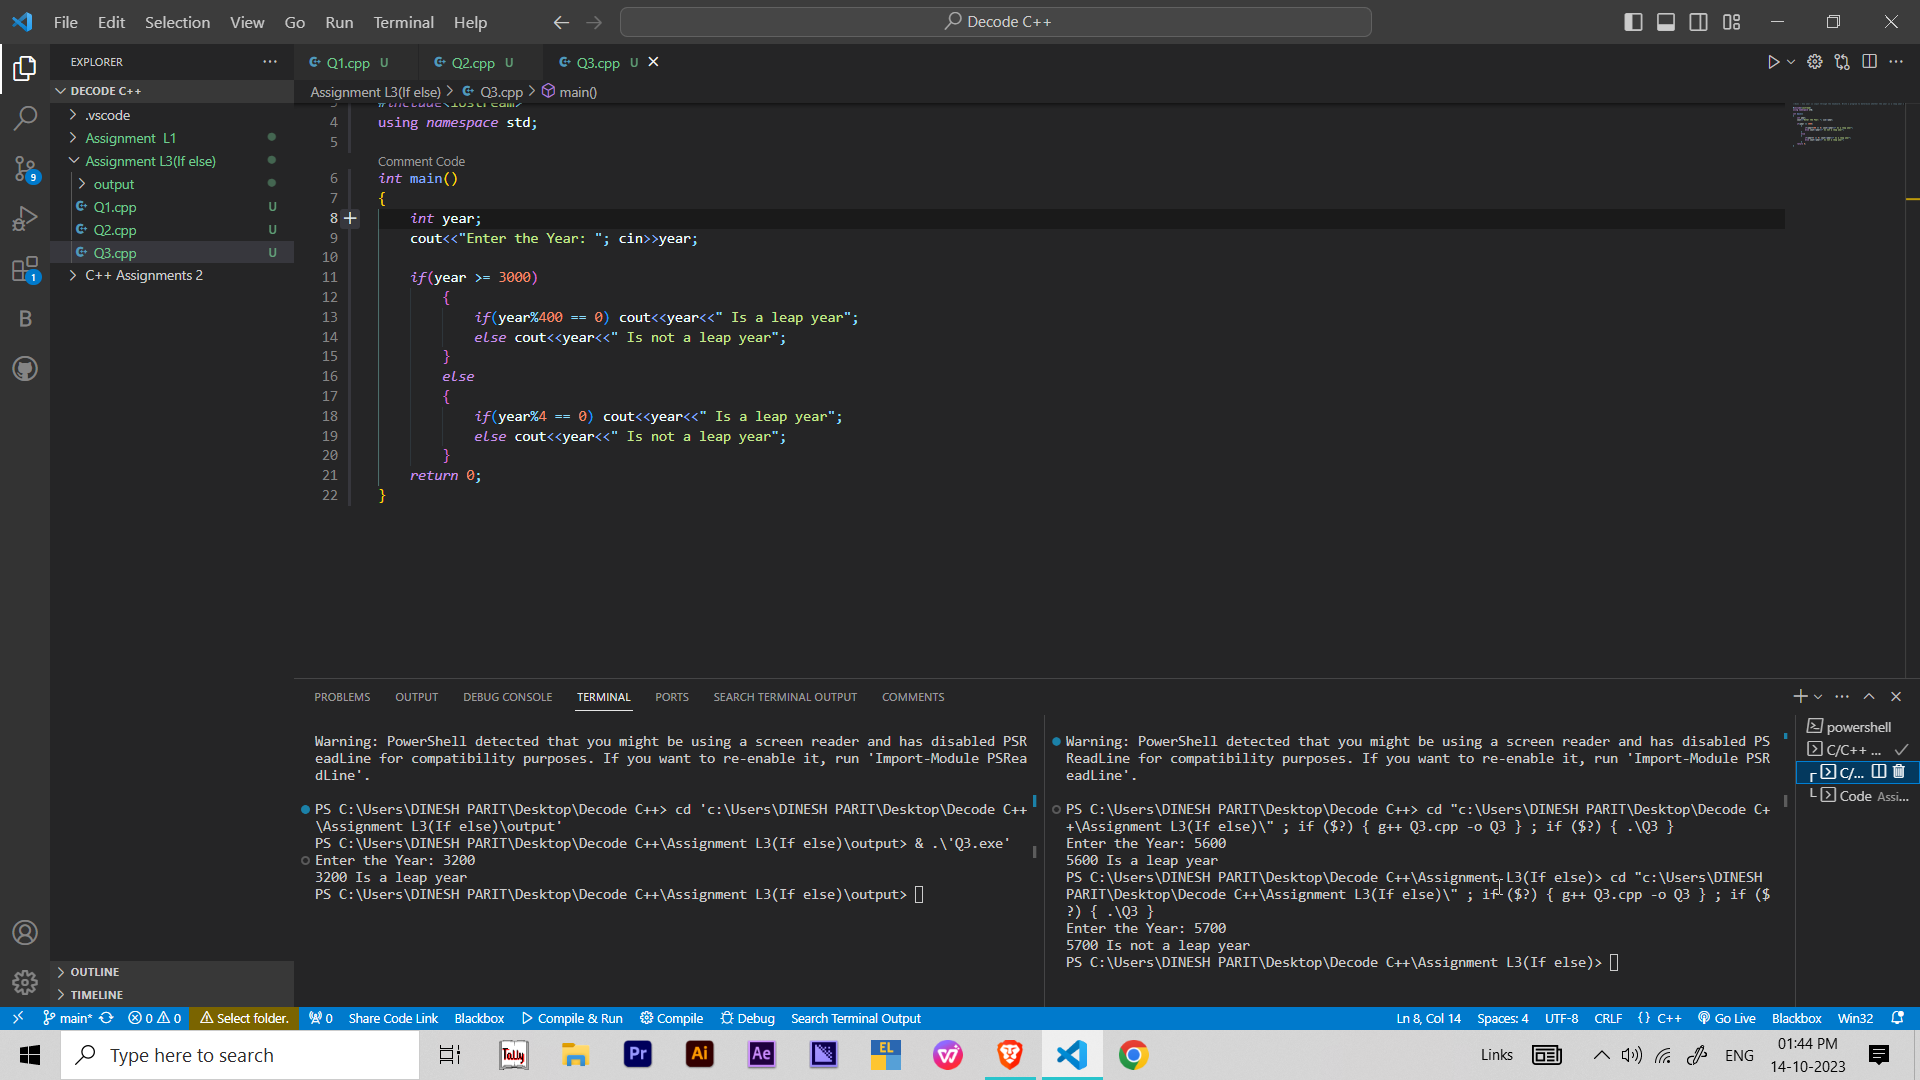 File Edit Selection View Go Run Terminal Help
Decode C++
EXPLORER
DECODE C++
.vscode
Assignment L1
Assignment L3(If else)
output
Q1.cpp U
Q2.cpp U
Q3.cpp U
C++ Assignments 2
OUTLINE
TIMELINE
9
1
B
Q1.cpp U
Q2.cpp U
Q3.cpp U
Assignment L3(If else) > Q3.cpp > main()
3 #include<iostream>
4 using namespace std;
5
Comment Code
6 int main()
7 {
8 int year;
9 cout<<"Enter the Year: "; cin>>year;
10
11 if(year >= 3000)
12 {
13 if(year%400 == 0) cout<<year<<" Is a leap year";
14 else cout<<year<<" Is not a leap year";
15 }
16 else
17 {
18 if(year%4 == 0) cout<<year<<" Is a leap year";
19 else cout<<year<<" Is not a leap year";
20 }
21 return 0;
22 }
PROBLEMS OUTPUT DEBUG CONSOLE TERMINAL PORTS SEARCH TERMINAL OUTPUT COMMENTS
Warning: PowerShell detected that you might be using a screen reader and has disabled PSR
eadLine for compatibility purposes. If you want to re-enable it, run 'Import-Module PSRea
dLine'.
PS C:\Users\DINESH PARIT\Desktop\Decode C++> cd 'c:\Users\DINESH PARIT\Desktop\Decode C++
\Assignment L3(If else)\output'
PS C:\Users\DINESH PARIT\Desktop\Decode C++\Assignment L3(If else)\output> & .\'Q3.exe'
Enter the Year: 3200
3200 Is a leap year
PS C:\Users\DINESH PARIT\Desktop\Decode C++\Assignment L3(If else)\output>
Warning: PowerShell detected that you might be using a screen reader and has disabled PS
ReadLine for compatibility purposes. If you want to re-enable it, run 'Import-Module PSR
eadLine'.
PS C:\Users\DINESH PARIT\Desktop\Decode C++> cd "c:\Users\DINESH PARIT\Desktop\Decode C+
+\Assignment L3(If else)\" ; if ($?) { g++ Q3.cpp -o Q3 } ; if ($?) { .\Q3 }
Enter the Year: 5600
5600 Is a leap year
PS C:\Users\DINESH PARIT\Desktop\Decode C++\Assignment L3(If else)> cd "c:\Users\DINESH
PARIT\Desktop\Decode C++\Assignment L3(If else)\" ; if ($?) { g++ Q3.cpp -o Q3 } ; if ($
?) { .\Q3 }
Enter the Year: 5700
5700 Is not a leap year
PS C:\Users\DINESH PARIT\Desktop\Decode C++\Assignment L3(If else)>
powershell
C/C++ ...
C/...
Code Assi...
main* 0 0 Select folder. 0 Share Code Link Blackbox Compile & Run Compile Debug Search Terminal Output
Ln 8, Col 14 Spaces: 4 UTF-8 CRLF {} C++ Go Live Blackbox Win32
Type here to search
Tally Pr Ai Ae EL
Links ENG 01:44 PM
14-10-2023